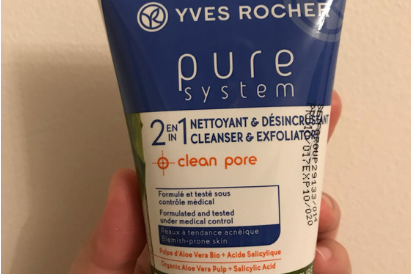 YVES ROCHER
pure
system
2 EN IN 1 NETTOYANT & DÉSINCRUSTANT
CLEANSER & EXFOLIATOR
clean pore
Formulé et testé sous
contrôle médical
Formulated and tested
under medical control
Peaux à tendance acnéique
Blemish-prone skin
Pulpe d'Aloe Vera Bio + Acide Salicylique
Organic Aloe Vera Pulp + Salicylic Acid